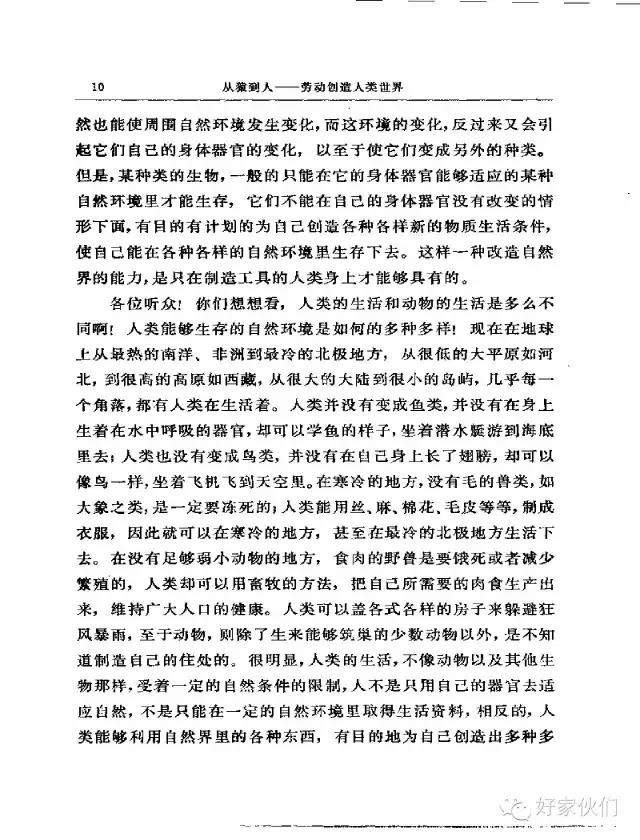 10 从猿到人——劳动创造人类世界
然也能使周围自然环境发生变化，而这环境的变化，反过来又会引
起它们自己的身体器官的变化，以至于使它们变成另外的种类。
但是，某种类的生物，一般的只能在它的身体器官能够适应的某种
自然环境里才能生存，它们不能在自己的身体器官没有改变的情
形下面，有目的有计划的为自己创造各种各样新的物质生活条件，
使自己能在各种各样的自然环境里生存下去。这样一种改造自然
界的能力，是只在制造工具的人类身上才能够具有的。
各位听众！你们想想看，人类的生活和动物的生活是多么不
同啊！人类能够生存的自然环境是如何的多种多样！现在在地球
上从最热的南洋、非洲到最冷的北极地方，从很低的大平原如河
北，到很高的高原如西藏，从很大的大陆到很小的岛屿，几乎每一
个角落，都有人类在生活着。人类并没有变成鱼类，并没有在身上
生着在水中呼吸的器官，却可以学鱼的样子，坐着潜水艇游到海底
里去；人类也没有变成鸟类，并没有在自己身上长了翅膀，却可以
像鸟一样，坐着飞机飞到天空里。在寒冷的地方，没有毛的兽类，如
大象之类，是一定要冻死的；人类能用丝、麻、棉花、毛皮等等，制成
衣服，因此就可以在寒冷的地方，甚至在最冷的北极地方生活下
去。在没有足够弱小动物的地方，食肉的野兽是要饿死或者减少
繁殖的，人类却可以用畜牧的方法，把自己所需要的肉食生产出
来，维持广大人口的健康。人类可以盖各式各样的房子来躲避狂
风暴雨，至于动物，则除了生来能够筑巢的少数动物以外，是不知
道制造自己的住处的。很明显，人类的生活，不像动物以及其他生
物那样，受着一定的自然条件的限制，人不是只用自己的器官去适
应自然，不是只能在一定的自然环境里取得生活资料，相反的，人
类能够利用自然界里的各种东西，有目的地为自己创造出多种多
好家伙们